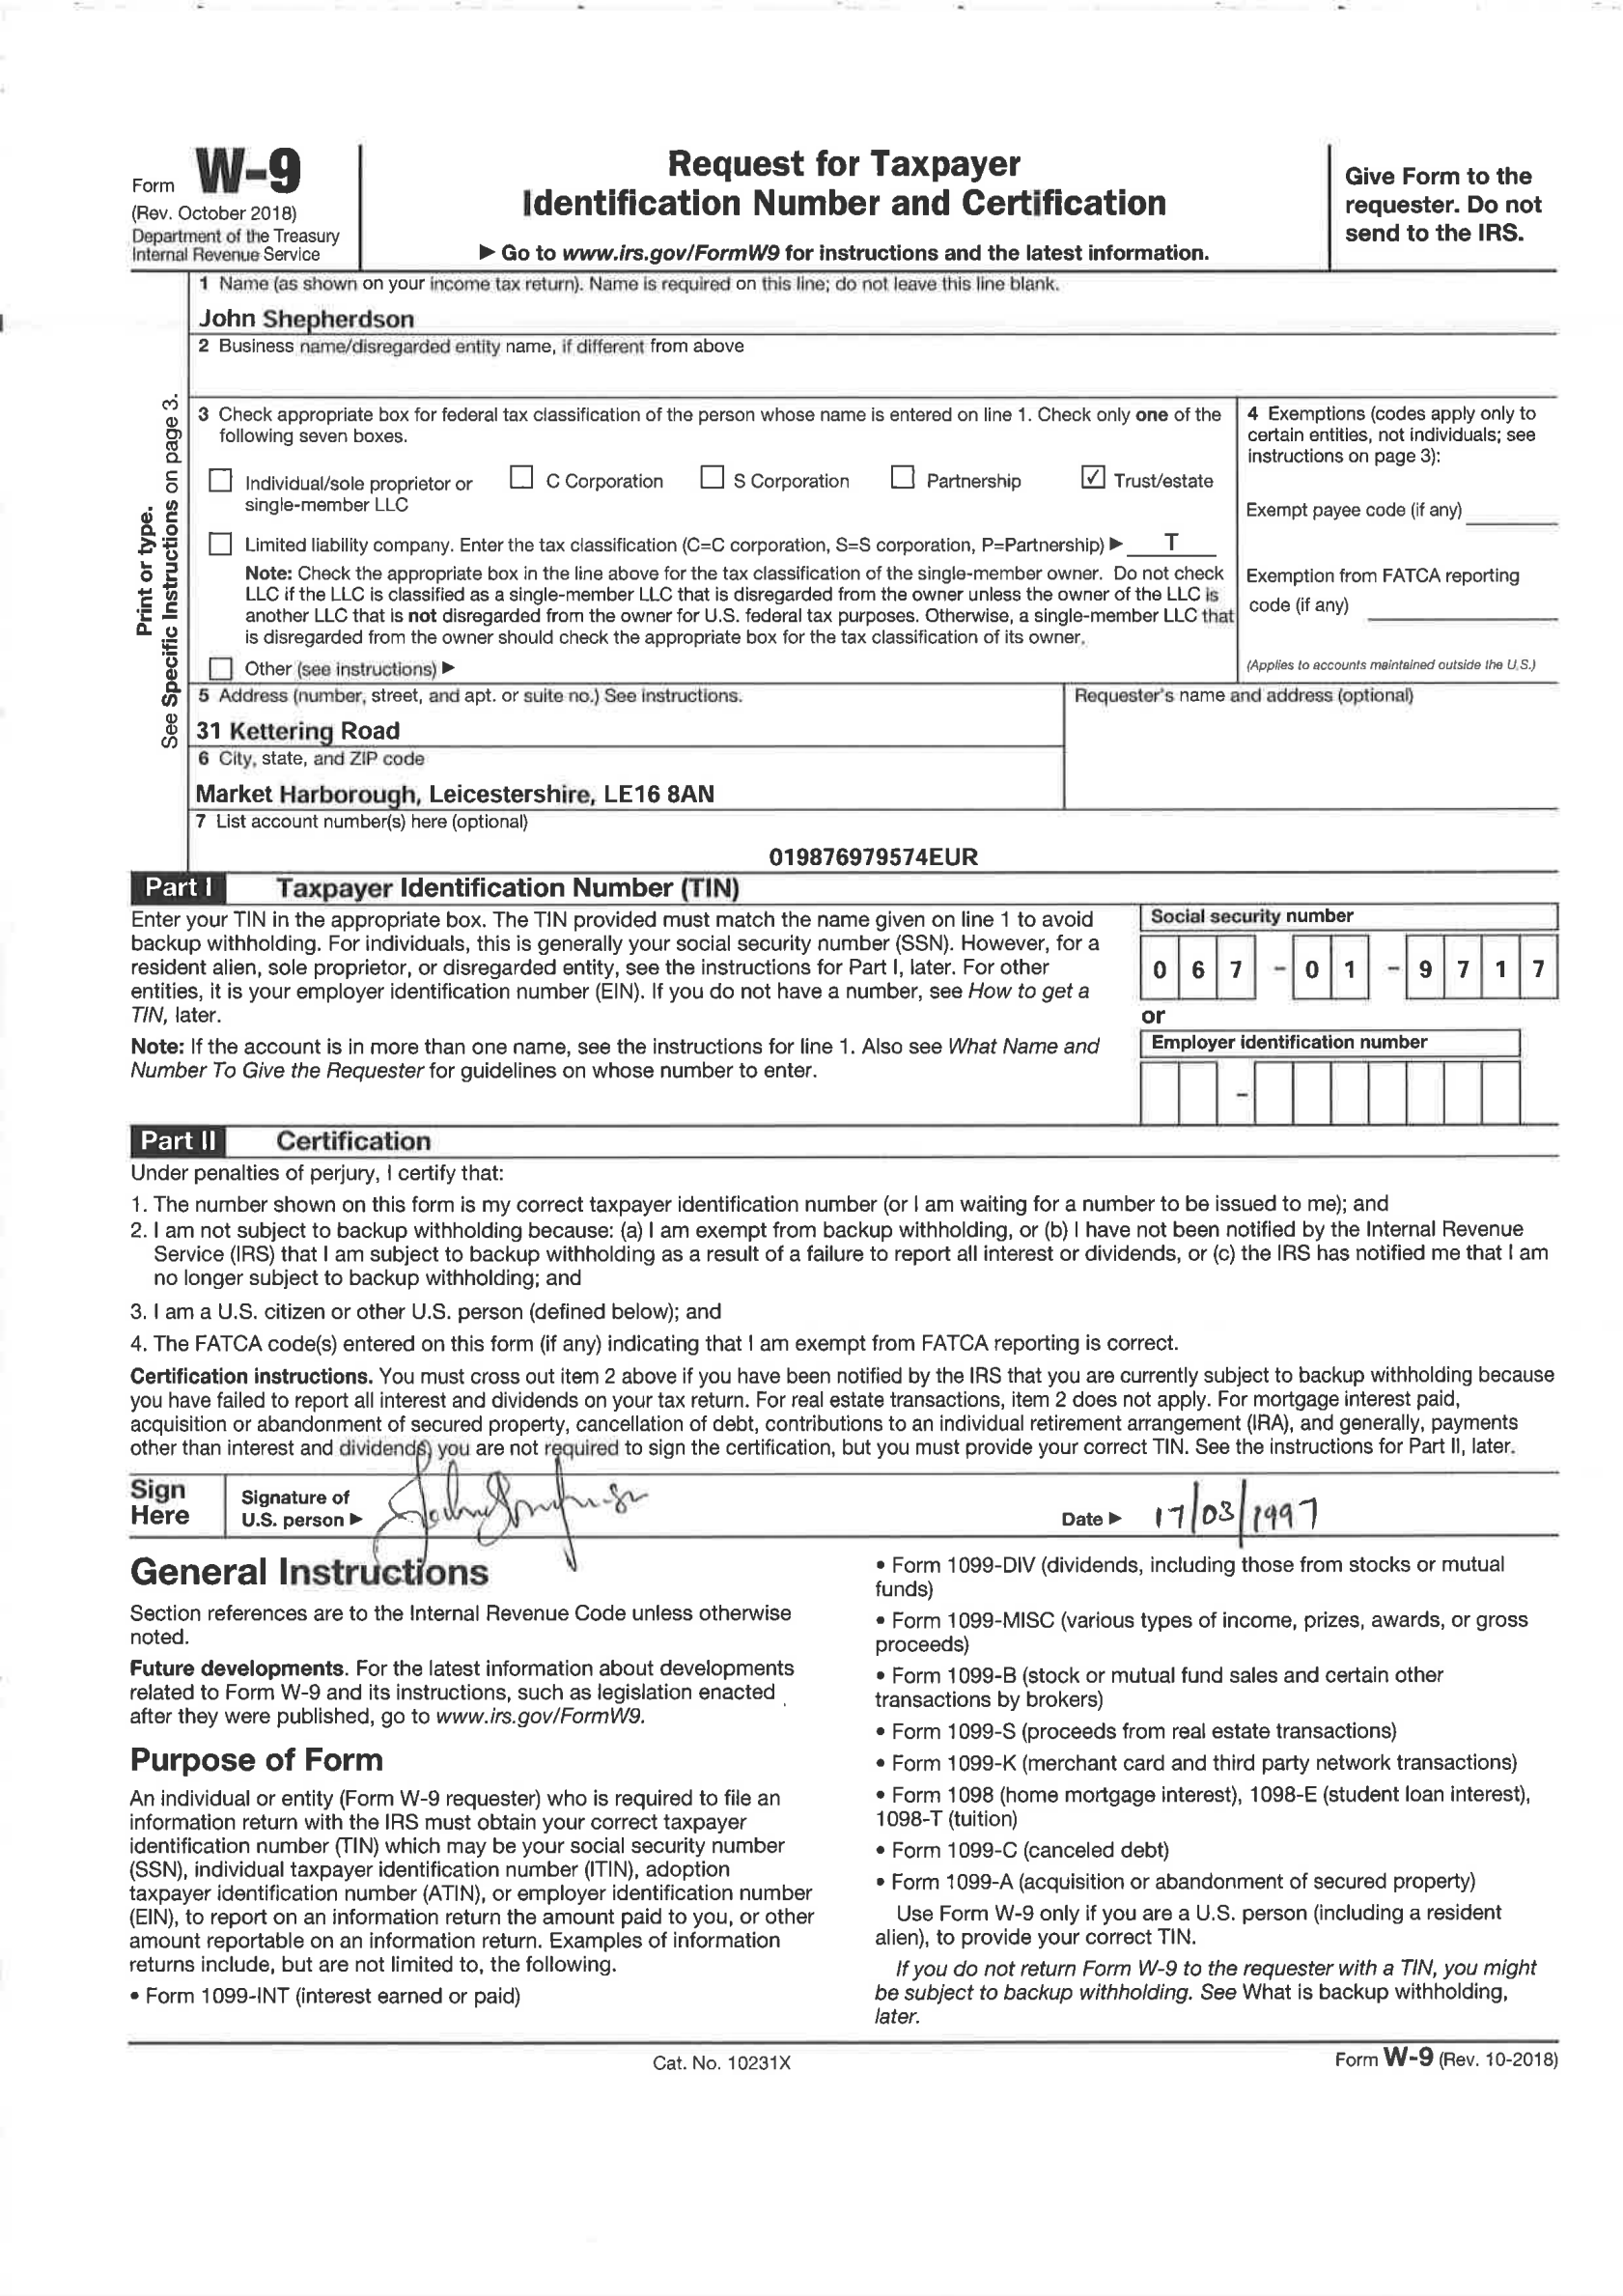 Form W-9
(Rev. October 2018)
Department of the Treasury
Internal Revenue Service
Request for Taxpayer
Identification Number and Certification
▶ Go to www.irs.gov/FormW9 for instructions and the latest information.
Give Form to the
requester. Do not
send to the IRS.
Print or type.
See Specific Instructions on page 3.
1 Name (as shown on your income tax return). Name is required on this line; do not leave this line blank.
John Shepherdson
2 Business name/disregarded entity name, if different from above
3 Check appropriate box for federal tax classification of the person whose name is entered on line 1. Check only one of the
following seven boxes.
☐ Individual/sole proprietor or ☐ C Corporation ☐ S Corporation ☐ Partnership ☑ Trust/estate
single-member LLC
☐ Limited liability company. Enter the tax classification (C=C corporation, S=S corporation, P=Partnership) ▶ T
Note: Check the appropriate box in the line above for the tax classification of the single-member owner. Do not check
LLC if the LLC is classified as a single-member LLC that is disregarded from the owner unless the owner of the LLC is
another LLC that is not disregarded from the owner for U.S. federal tax purposes. Otherwise, a single-member LLC that
is disregarded from the owner should check the appropriate box for the tax classification of its owner.
☐ Other (see instructions) ▶
4 Exemptions (codes apply only to
certain entities, not individuals; see
instructions on page 3):
Exempt payee code (if any)
Exemption from FATCA reporting
code (if any)
(Applies to accounts maintained outside the U.S.)
5 Address (number, street, and apt. or suite no.) See instructions.
31 Kettering Road
6 City, state, and ZIP code
Market Harborough, Leicestershire, LE16 8AN
Requester's name and address (optional)
7 List account number(s) here (optional)
019876979574EUR
Part I Taxpayer Identification Number (TIN)
Enter your TIN in the appropriate box. The TIN provided must match the name given on line 1 to avoid
backup withholding. For individuals, this is generally your social security number (SSN). However, for a
resident alien, sole proprietor, or disregarded entity, see the instructions for Part I, later. For other
entities, it is your employer identification number (EIN). If you do not have a number, see How to get a
TIN, later.
Note: If the account is in more than one name, see the instructions for line 1. Also see What Name and
Number To Give the Requester for guidelines on whose number to enter.
Social security number
0 6 7 - 0 1 - 9 7 1 7
or
Employer identification number
-
Part II Certification
Under penalties of perjury, I certify that:
1. The number shown on this form is my correct taxpayer identification number (or I am waiting for a number to be issued to me); and
2. I am not subject to backup withholding because: (a) I am exempt from backup withholding, or (b) I have not been notified by the Internal Revenue
Service (IRS) that I am subject to backup withholding as a result of a failure to report all interest or dividends, or (c) the IRS has notified me that I am
no longer subject to backup withholding; and
3. I am a U.S. citizen or other U.S. person (defined below); and
4. The FATCA code(s) entered on this form (if any) indicating that I am exempt from FATCA reporting is correct.
Certification instructions. You must cross out item 2 above if you have been notified by the IRS that you are currently subject to backup withholding because
you have failed to report all interest and dividends on your tax return. For real estate transactions, item 2 does not apply. For mortgage interest paid,
acquisition or abandonment of secured property, cancellation of debt, contributions to an individual retirement arrangement (IRA), and generally, payments
other than interest and dividends, you are not required to sign the certification, but you must provide your correct TIN. See the instructions for Part II, later.
Sign
Here
Signature of
U.S. person ▶
Date ▶ 17/03/1997
General Instructions
Section references are to the Internal Revenue Code unless otherwise
noted.
Future developments. For the latest information about developments
related to Form W-9 and its instructions, such as legislation enacted
after they were published, go to www.irs.gov/FormW9.
Purpose of Form
An individual or entity (Form W-9 requester) who is required to file an
information return with the IRS must obtain your correct taxpayer
identification number (TIN) which may be your social security number
(SSN), individual taxpayer identification number (ITIN), adoption
taxpayer identification number (ATIN), or employer identification number
(EIN), to report on an information return the amount paid to you, or other
amount reportable on an information return. Examples of information
returns include, but are not limited to, the following.
• Form 1099-INT (interest earned or paid)
• Form 1099-DIV (dividends, including those from stocks or mutual
funds)
• Form 1099-MISC (various types of income, prizes, awards, or gross
proceeds)
• Form 1099-B (stock or mutual fund sales and certain other
transactions by brokers)
• Form 1099-S (proceeds from real estate transactions)
• Form 1099-K (merchant card and third party network transactions)
• Form 1098 (home mortgage interest), 1098-E (student loan interest),
1098-T (tuition)
• Form 1099-C (canceled debt)
• Form 1099-A (acquisition or abandonment of secured property)
Use Form W-9 only if you are a U.S. person (including a resident
alien), to provide your correct TIN.
If you do not return Form W-9 to the requester with a TIN, you might
be subject to backup withholding. See What is backup withholding,
later.
Cat. No. 10231X
Form W-9 (Rev. 10-2018)